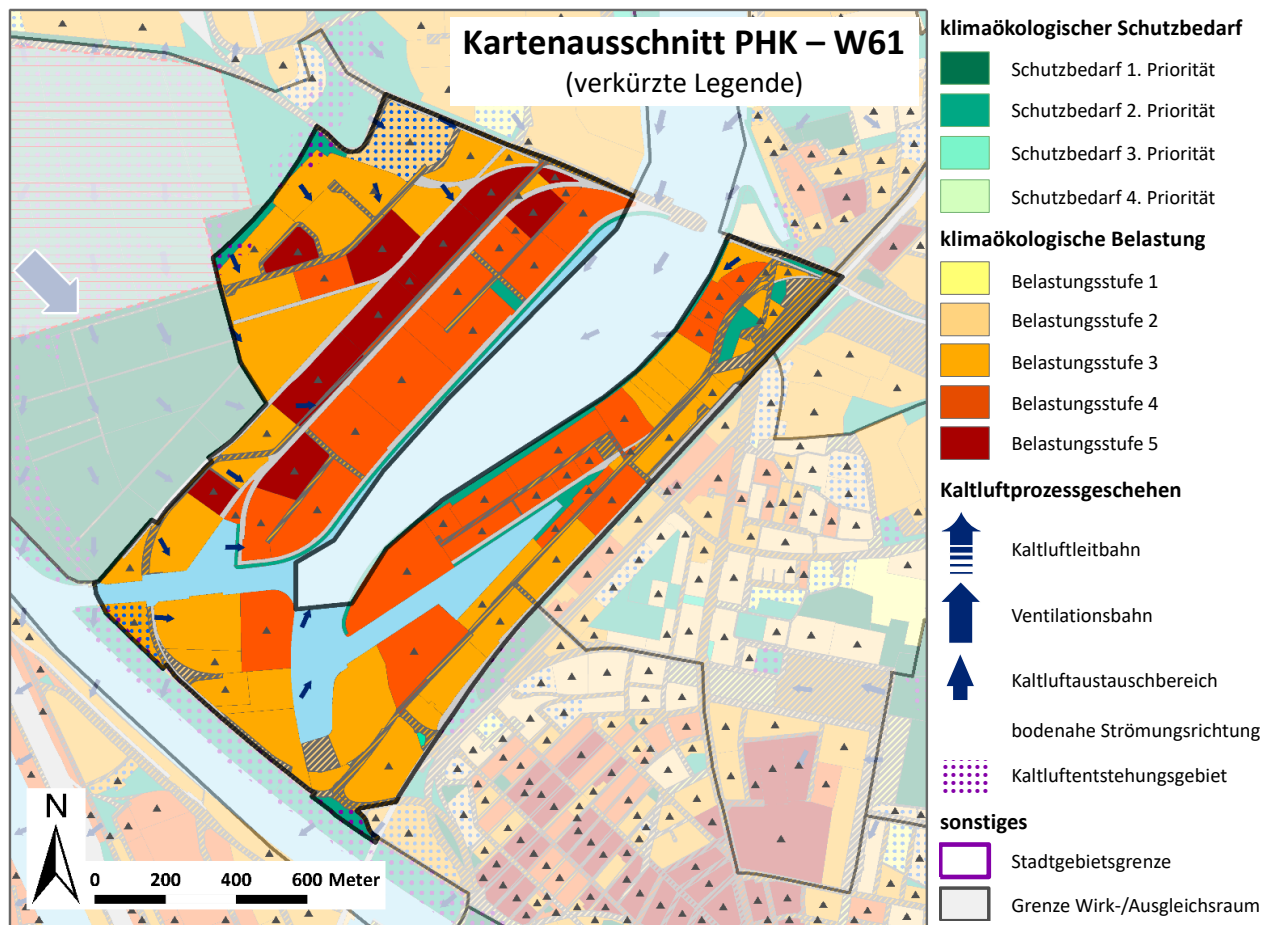 Kartenausschnitt PHK – W61
(verkürzte Legende)
N
0 200 400 600 Meter
klimaökologischer Schutzbedarf
Schutzbedarf 1. Priorität
Schutzbedarf 2. Priorität
Schutzbedarf 3. Priorität
Schutzbedarf 4. Priorität
klimaökologische Belastung
Belastungsstufe 1
Belastungsstufe 2
Belastungsstufe 3
Belastungsstufe 4
Belastungsstufe 5
Kaltluftprozessgeschehen
Kaltluftleitbahn
Ventilationsbahn
Kaltluftaustauschbereich
bodennahe Strömungsrichtung
Kaltluftentstehungsgebiet
sonstiges
Stadtgebietsgrenze
Grenze Wirk-/Ausgleichsraum